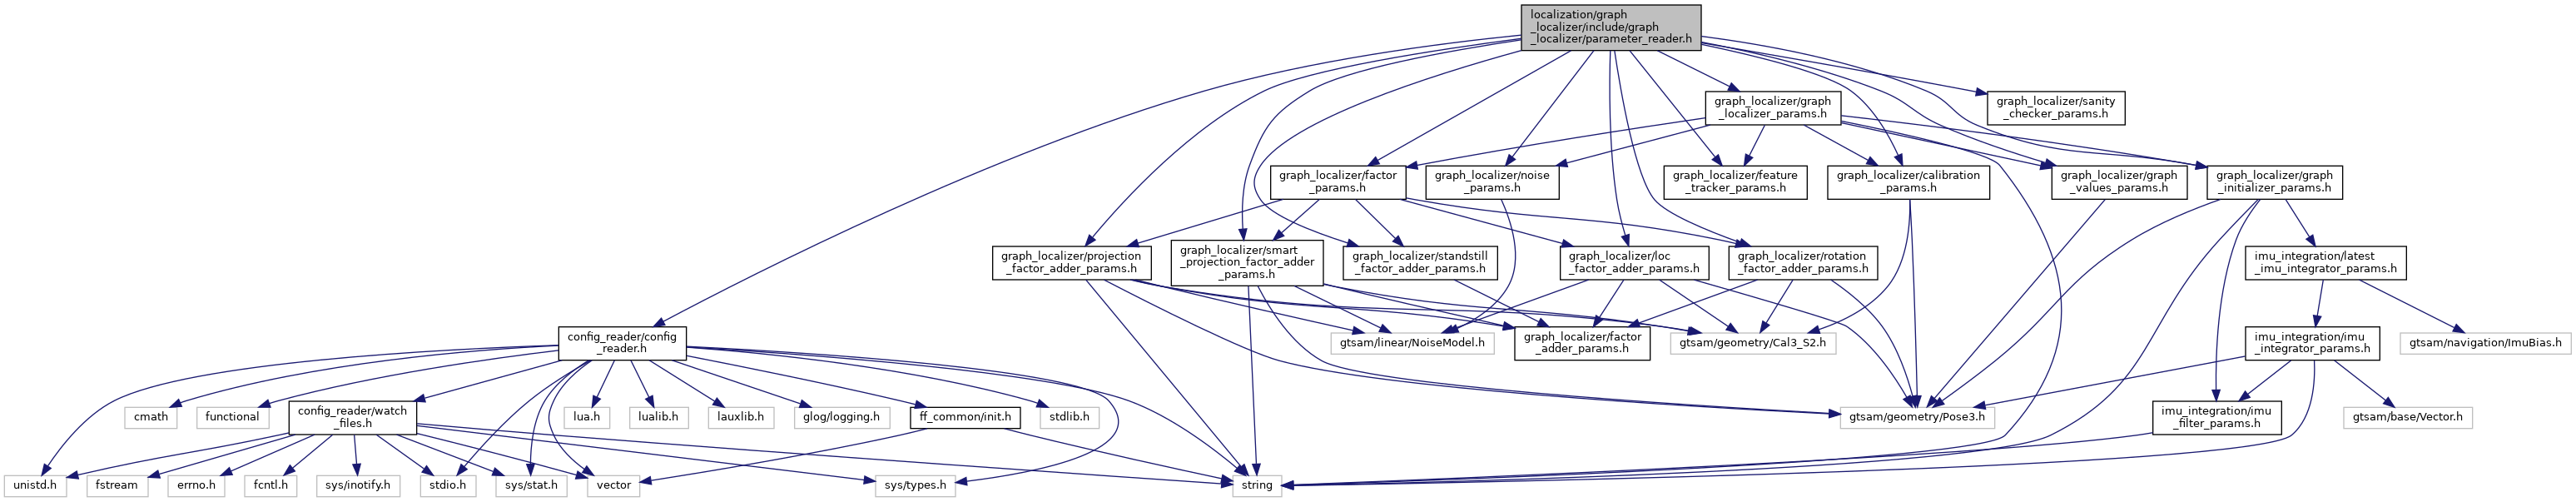 localization/graph
_localizer/include/graph
_localizer/parameter_reader.h
graph_localizer/graph
_localizer_params.h
graph_localizer/sanity
_checker_params.h
graph_localizer/factor
_params.h
graph_localizer/noise
_params.h
graph_localizer/feature
_tracker_params.h
graph_localizer/calibration
_params.h
graph_localizer/graph
_values_params.h
graph_localizer/graph
_initializer_params.h
graph_localizer/projection
_factor_adder_params.h
graph_localizer/smart
_projection_factor_adder
_params.h
graph_localizer/standstill
_factor_adder_params.h
graph_localizer/loc
_factor_adder_params.h
graph_localizer/rotation
_factor_adder_params.h
imu_integration/latest
_imu_integrator_params.h
config_reader/config
_reader.h
gtsam/linear/NoiseModel.h
graph_localizer/factor
_adder_params.h
gtsam/geometry/Cal3_S2.h
imu_integration/imu
_integrator_params.h
gtsam/navigation/ImuBias.h
cmath
functional
config_reader/watch
_files.h
lua.h
lualib.h
lauxlib.h
glog/logging.h
ff_common/init.h
stdlib.h
gtsam/geometry/Pose3.h
imu_integration/imu
_filter_params.h
gtsam/base/Vector.h
unistd.h
fstream
errno.h
fcntl.h
sys/inotify.h
stdio.h
sys/stat.h
vector
sys/types.h
string